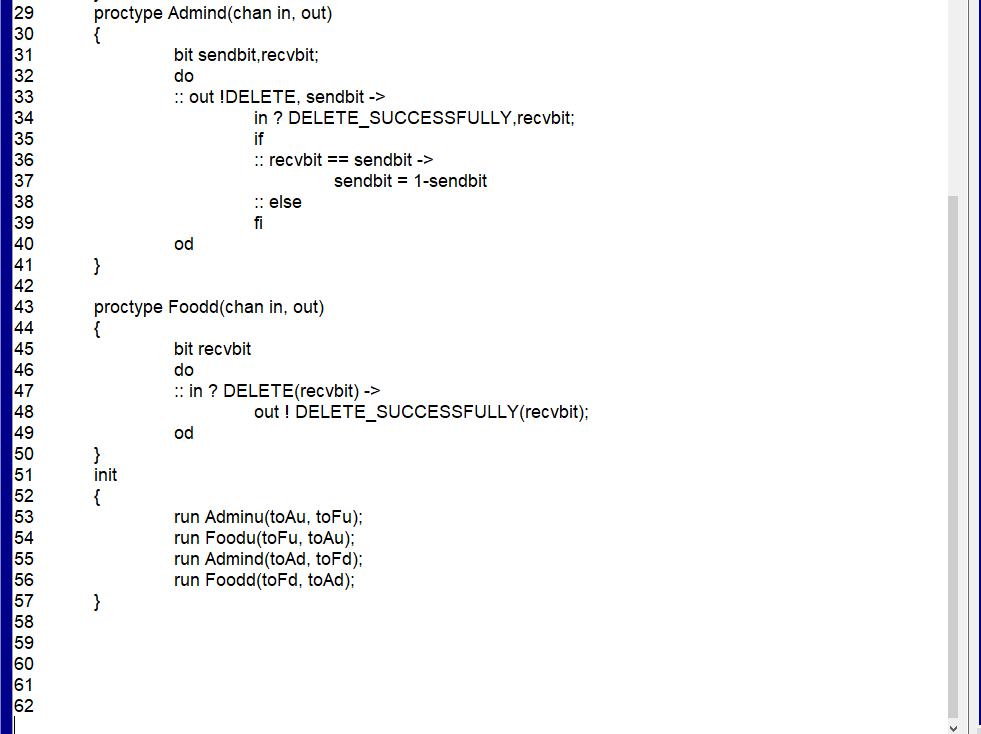 29 proctype Admind(chan in, out)
30 {
31 bit sendbit,recvbit;
32 do
33 :: out !DELETE, sendbit ->
34 in ? DELETE_SUCCESSFULLY,recvbit;
35 if
36 :: recvbit == sendbit ->
37 sendbit = 1-sendbit
38 :: else
39 fi
40 od
41 }
42
43 proctype Foodd(chan in, out)
44 {
45 bit recvbit
46 do
47 :: in ? DELETE(recvbit) ->
48 out ! DELETE_SUCCESSFULLY(recvbit);
49 od
50 }
51 init
52 {
53 run Adminu(toAu, toFu);
54 run Foodu(toFu, toAu);
55 run Admind(toAd, toFd);
56 run Foodd(toFd, toAd);
57 }
58
59
60
61
62